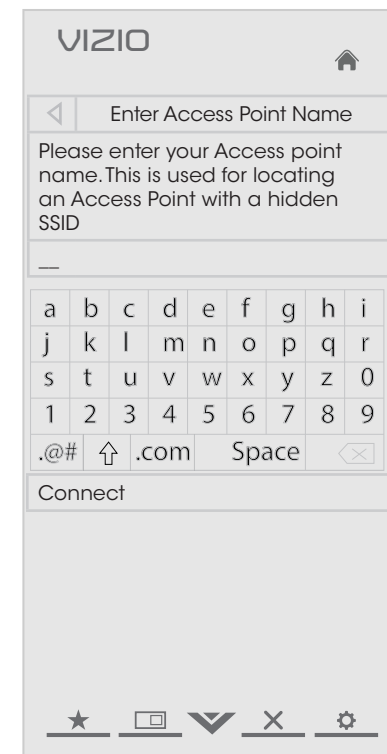 VIZIO
Enter Access Point Name
Please enter your Access point
name. This is used for locating
an Access Point with a hidden
SSID
__
a b c d e f g h i
j k l m n o p q r
s t u v w x y z 0
1 2 3 4 5 6 7 8 9
.@# .com Space
Connect